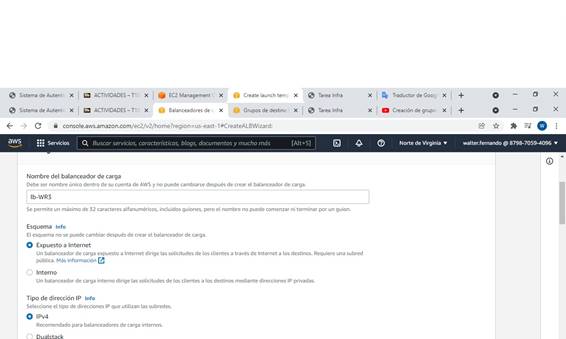 Sistema de Autenti
ACTIVIDADES – T10
EC2 Management C
Create launch temp
Tarea Infra
Traductor de Goog
Sistema de Autenti
ACTIVIDADES – T10
Balanceadores de c
Grupos de destino
Tarea Infra
Creación de grupo
console.aws.amazon.com/ec2/v2/home?region=us-east-1#CreateALBWizard:
aws
Servicios
Buscar servicios, características, blogs, documentos y mucho más
[Alt+S]
Norte de Virginia
walter.fernando @ 8798-7059-4096
Nombre del balanceador de carga
Debe ser nombre único dentro de su cuenta de AWS y no puede cambiarse después de crear el balanceador de carga.
lb-WRS
Se permite un máximo de 32 caracteres alfanuméricos, incluidos guiones, pero el nombre no puede comenzar ni terminar por un guion.
Esquema Info
El esquema no se puede cambiar después de crear el balanceador de carga.
Expuesto a Internet
Un balanceador de carga expuesto a Internet dirige las solicitudes de los clientes a través de Internet a los destinos. Requiere una subred
pública. Más información
Interno
Un balanceador de carga interno dirige las solicitudes de los clientes a los destinos mediante direcciones IP privadas.
Tipo de dirección IP Info
Seleccione el tipo de direcciones IP que utilizan las subredes.
IPv4
Recomendado para balanceadores de carga internos.
Dualstack